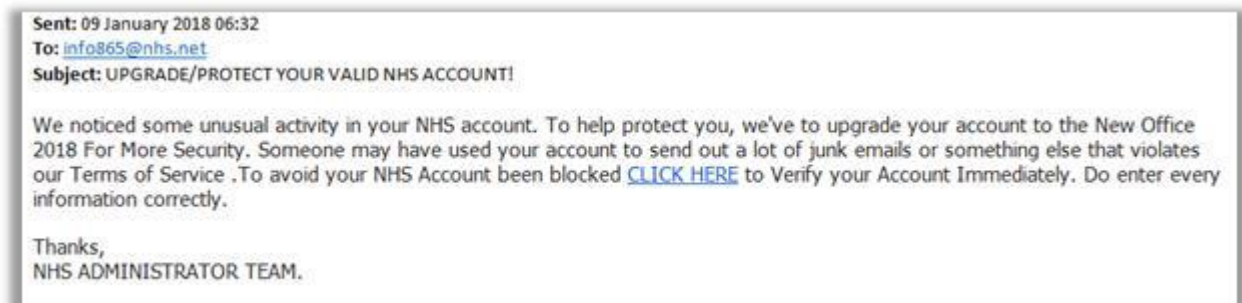 Sent: 09 January 2018 06:32
To: info865@nhs.net
Subject: UPGRADE/PROTECT YOUR VALID NHS ACCOUNT!
We noticed some unusual activity in your NHS account. To help protect you, we've to upgrade your account to the New Office
2018 For More Security. Someone may have used your account to send out a lot of junk emails or something else that violates
our Terms of Service .To avoid your NHS Account been blocked CLICK HERE to Verify your Account Immediately. Do enter every
information correctly.
Thanks,
NHS ADMINISTRATOR TEAM.